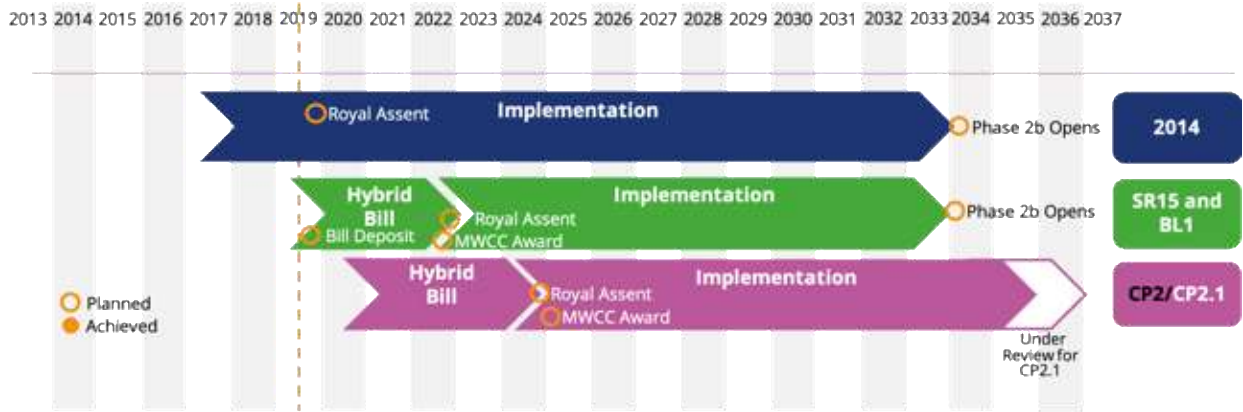 2013 2014 2015 2016 2017 2018 2019 2020 2021 2022 2023 2024 2025 2026 2027 2028 2029 2030 2031 2032 2033 2034 2035 2036 2037
Implementation
Royal Assent
Phase 2b Opens
2014
Hybrid
Bill
Implementation
Royal Assent
Bill Deposit
MWCC Award
Phase 2b Opens
SR15 and
BL1
Hybrid
Bill
Implementation
Royal Assent
MWCC Award
CP2/CP2.1
Planned
Achieved
Under
Review for
CP2.1